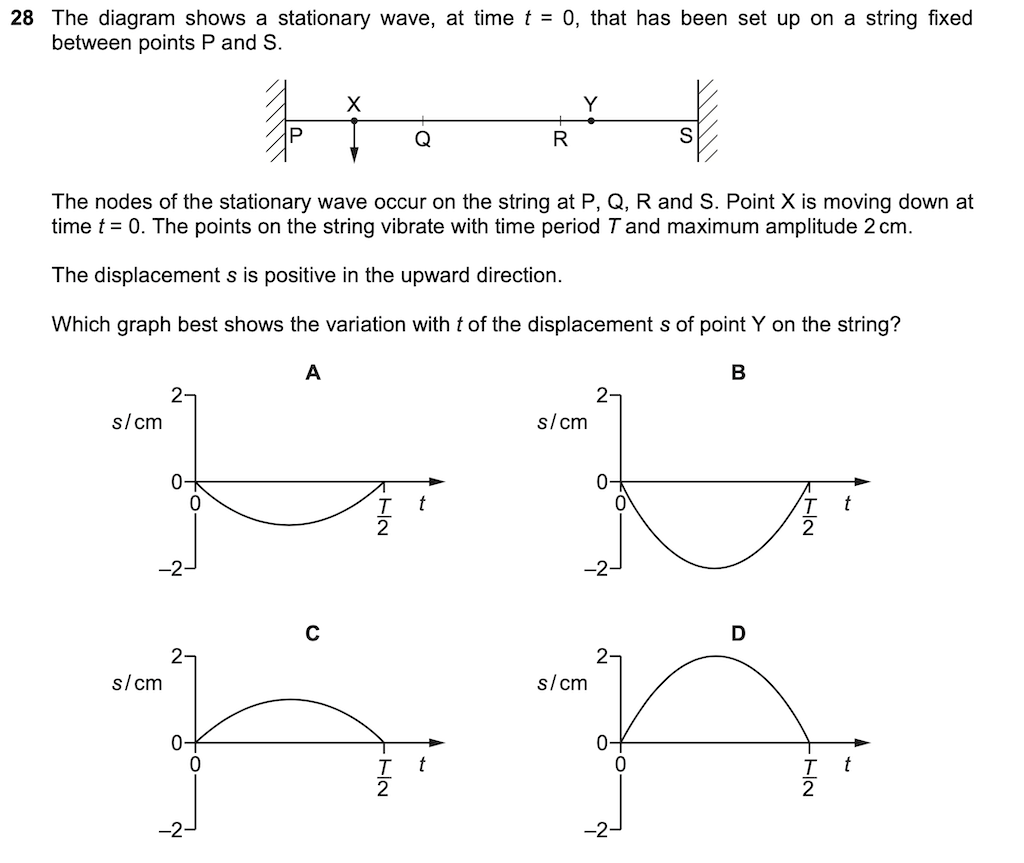 28 The diagram shows a stationary wave, at time t = 0, that has been set up on a string fixed
between points P and S.
X Y
P Q R S
The nodes of the stationary wave occur on the string at P, Q, R and S. Point X is moving down at
time t = 0. The points on the string vibrate with time period T and maximum amplitude 2 cm.
The displacement s is positive in the upward direction.
Which graph best shows the variation with t of the displacement s of point Y on the string?
A B
2 2
s/cm s/cm
0 0
0 T/2 t 0 T/2 t
–2 –2
C D
2 2
s/cm s/cm
0 0
0 T/2 t 0 T/2 t
–2 –2